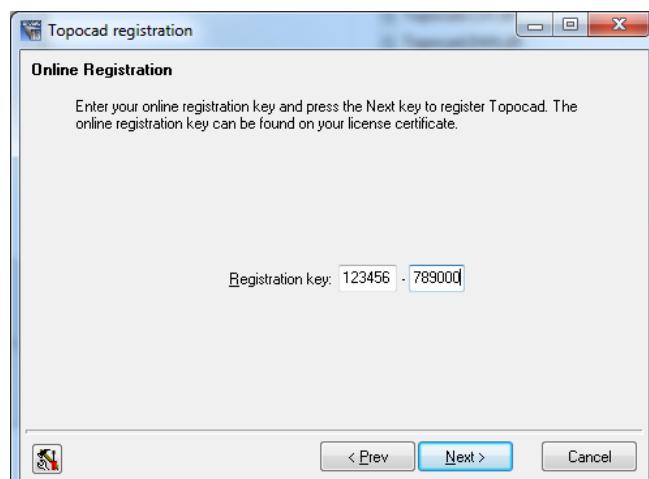 Topocad registration
Online Registration
Enter your online registration key and press the Next key to register Topocad. The
online registration key can be found on your license certificate.
Registration key: 123456 - 789000
< Prev Next > Cancel